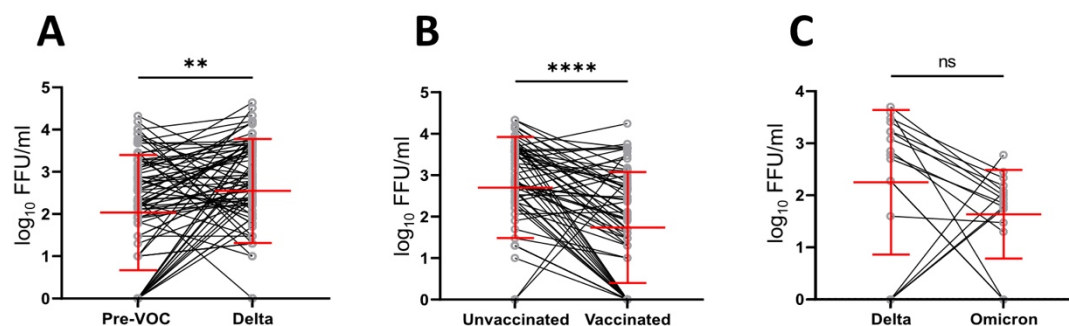 A
**
log10 FFU/ml
5
4
3
2
1
0
Pre-VOC Delta
B
****
log10 FFU/ml
5
4
3
2
1
0
Unvaccinated Vaccinated
C
ns
log10 FFU/ml
4
3
2
1
0
Delta Omicron